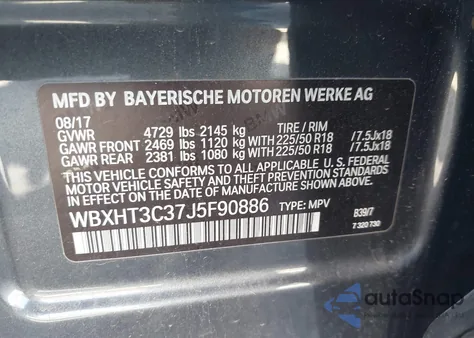 MFD BY BAYERISCHE MOTOREN WERKE AG
08/17
GVWR 4729 lbs 2145 kg TIRE / RIM
GAWR FRONT 2469 lbs 1120 kg WITH 225/50 R18 /7.5Jx18
GAWR REAR 2381 lbs 1080 kg WITH 225/50 R18 /7.5Jx18
THIS VEHICLE CONFORMS TO ALL APPLICABLE U. S. FEDERAL
MOTOR VEHICLE SAFETY, BUMPER, AND THEFT PREVENTION
STANDARDS IN EFFECT ON THE DATE OF MANUFACTURE SHOWN ABOVE.
WBXHT3C37J5F90886 TYPE: MPV
B39/7
7 320 730
autoSnap